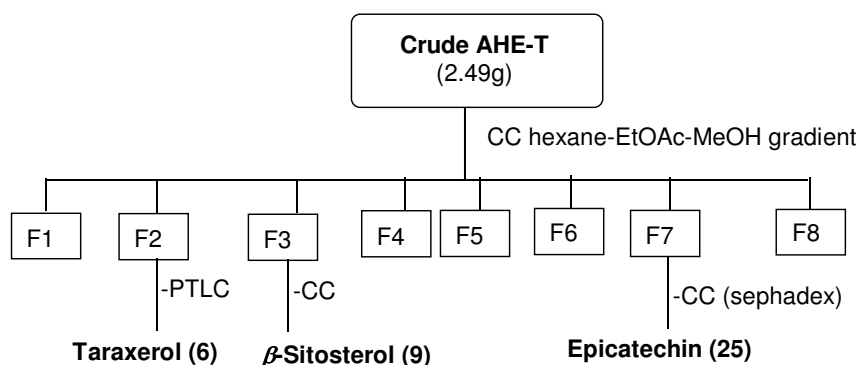 Crude AHE-T
(2.49g)
CC hexane-EtOAc-MeOH gradient
F1 F2 F3 F4 F5 F6 F7 F8
-PTLC -CC -CC (sephadex)
Taraxerol (6) β-Sitosterol (9) Epicatechin (25)